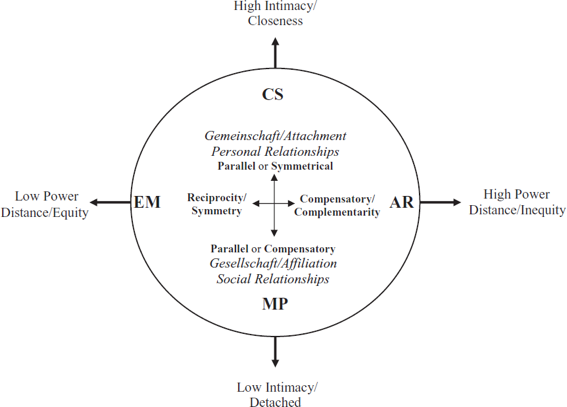 High Intimacy/
Closeness
CS
Gemeinschaft/Attachment
Personal Relationships
Parallel or Symmetrical
Low Power
Distance/Equity
EM
Reciprocity/
Symmetry
Compensatory/
Complementarity
AR
High Power
Distance/Inequity
Parallel or Compensatory
Gesellschaft/Affiliation
Social Relationships
MP
Low Intimacy/
Detached